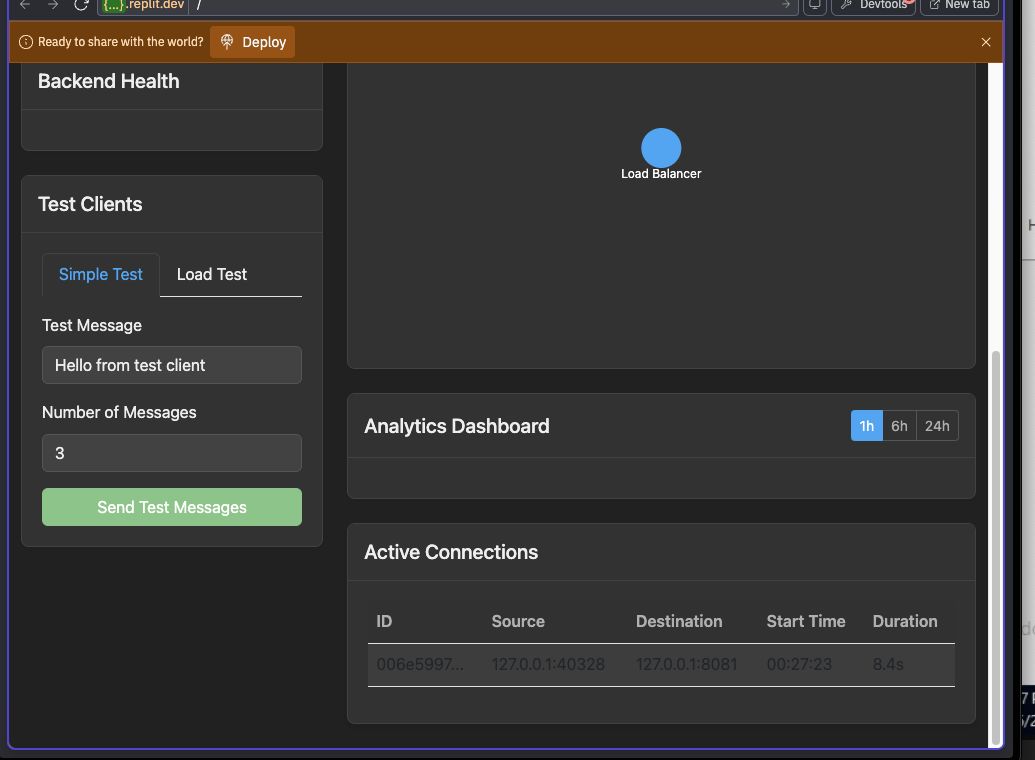 {...}.replit.dev
/
Devtools
New tab
Ready to share with the world?
Deploy
Backend Health
Load Balancer
Test Clients
Simple Test
Load Test
Test Message
Hello from test client
Number of Messages
3
Send Test Messages
Analytics Dashboard
1h
6h
24h
Active Connections
ID Source Destination Start Time Duration
006e5997... 127.0.0.1:40328 127.0.0.1:8081 00:27:23 8.4s